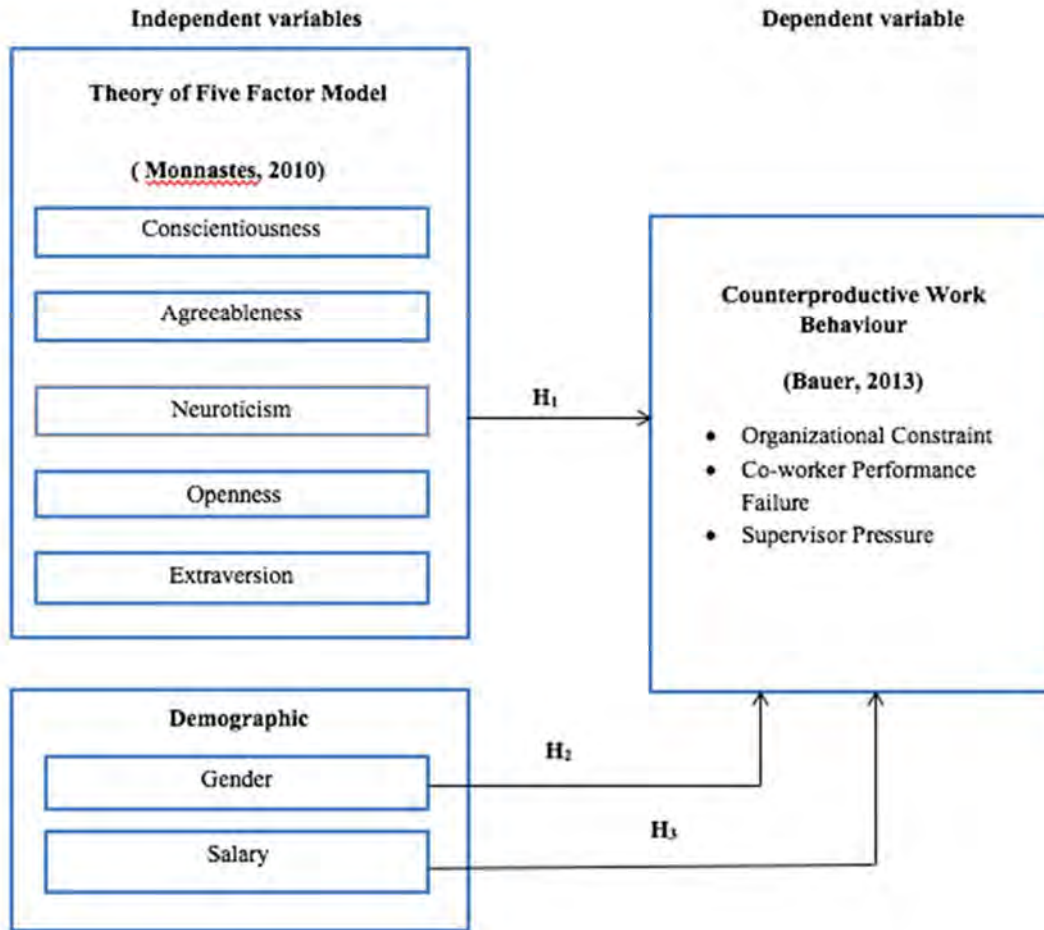 Independent variables
Dependent variable
Theory of Five Factor Model
( Monnastes, 2010)
Conscientiousness
Agreeableness
Neuroticism
Openness
Extraversion
H₁
Counterproductive Work
Behaviour
(Bauer, 2013)
• Organizational Constraint
• Co-worker Performance
Failure
• Supervisor Pressure
Demographic
Gender
Salary
H₂
H₃